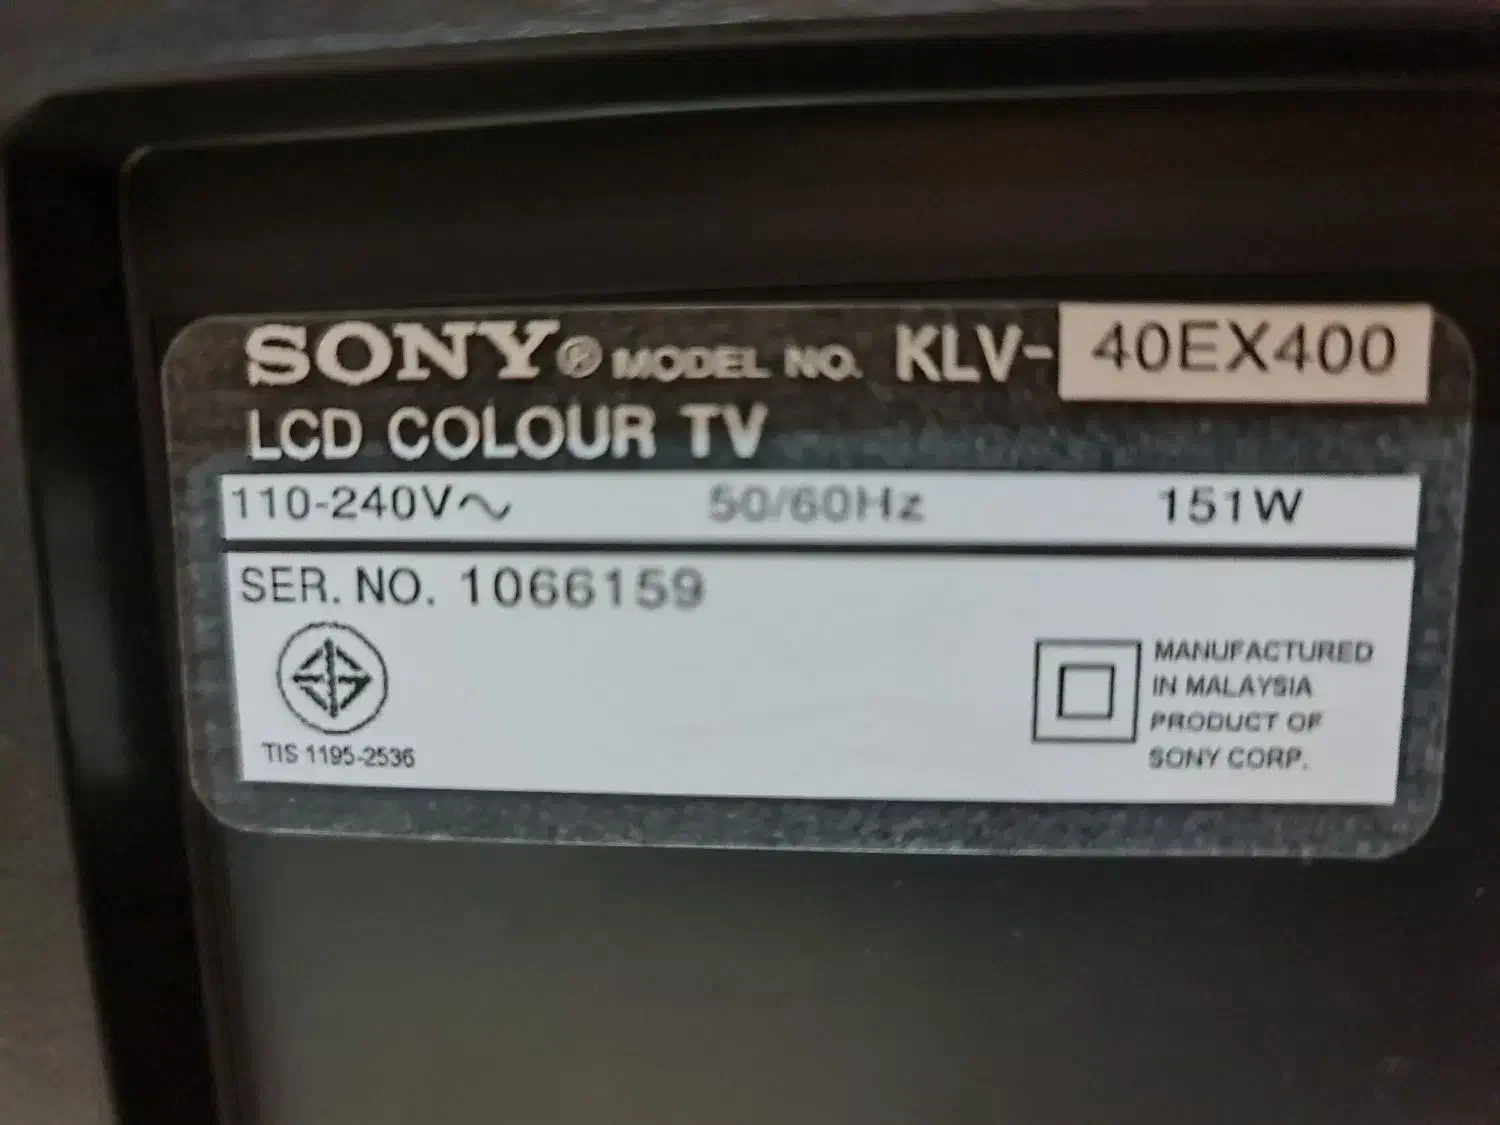 SONY® MODEL NO. KLV-40EX400
LCD COLOUR TV
110-240V~ 50/60Hz 151W
SER. NO. 1066159
TIS 1195-2536
MANUFACTURED
IN MALAYSIA
PRODUCT OF
SONY CORP.